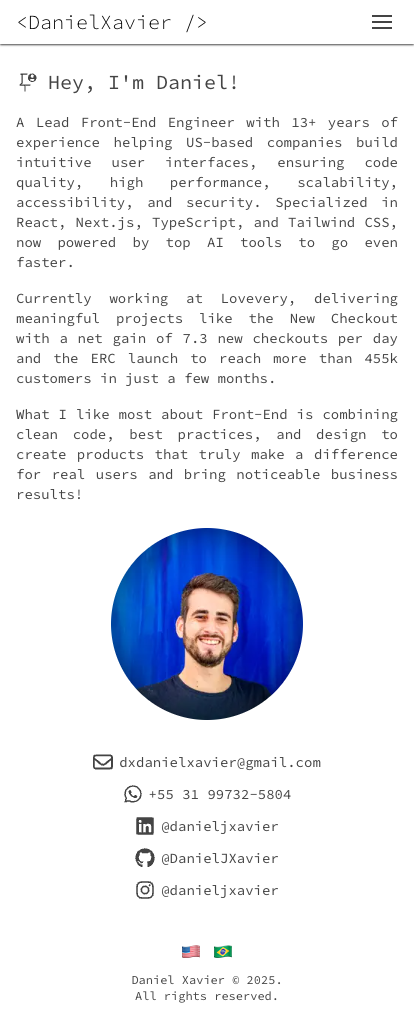 <DanielXavier />
Hey, I'm Daniel!
A Lead Front-End Engineer with 13+ years of
experience helping US-based companies build
intuitive user interfaces, ensuring code
quality, high performance, scalability,
accessibility, and security. Specialized in
React, Next.js, TypeScript, and Tailwind CSS,
now powered by top AI tools to go even
faster.
Currently working at Lovevery, delivering
meaningful projects like the New Checkout
with a net gain of 7.3 new checkouts per day
and the ERC launch to reach more than 455k
customers in just a few months.
What I like most about Front-End is combining
clean code, best practices, and design to
create products that truly make a difference
for real users and bring noticeable business
results!
dxdanielxavier@gmail.com
+55 31 99732-5804
@danieljxavier
@DanielJXavier
@danieljxavier
Daniel Xavier © 2025.
All rights reserved.